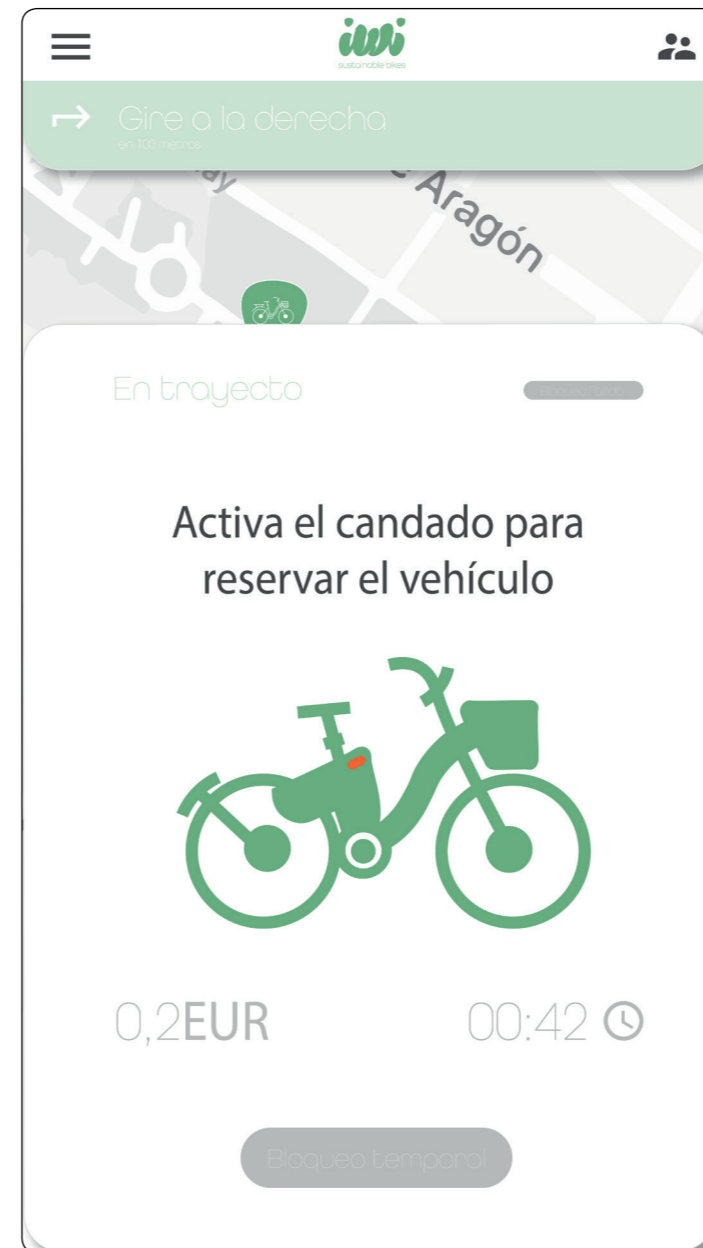 iwi
sustainable bikes
Gire a la derecha
en 100 metros
Aragón
En trayecto
Activa el candado para
reservar el vehículo
0,2EUR
00:42
Bloqueo temporal